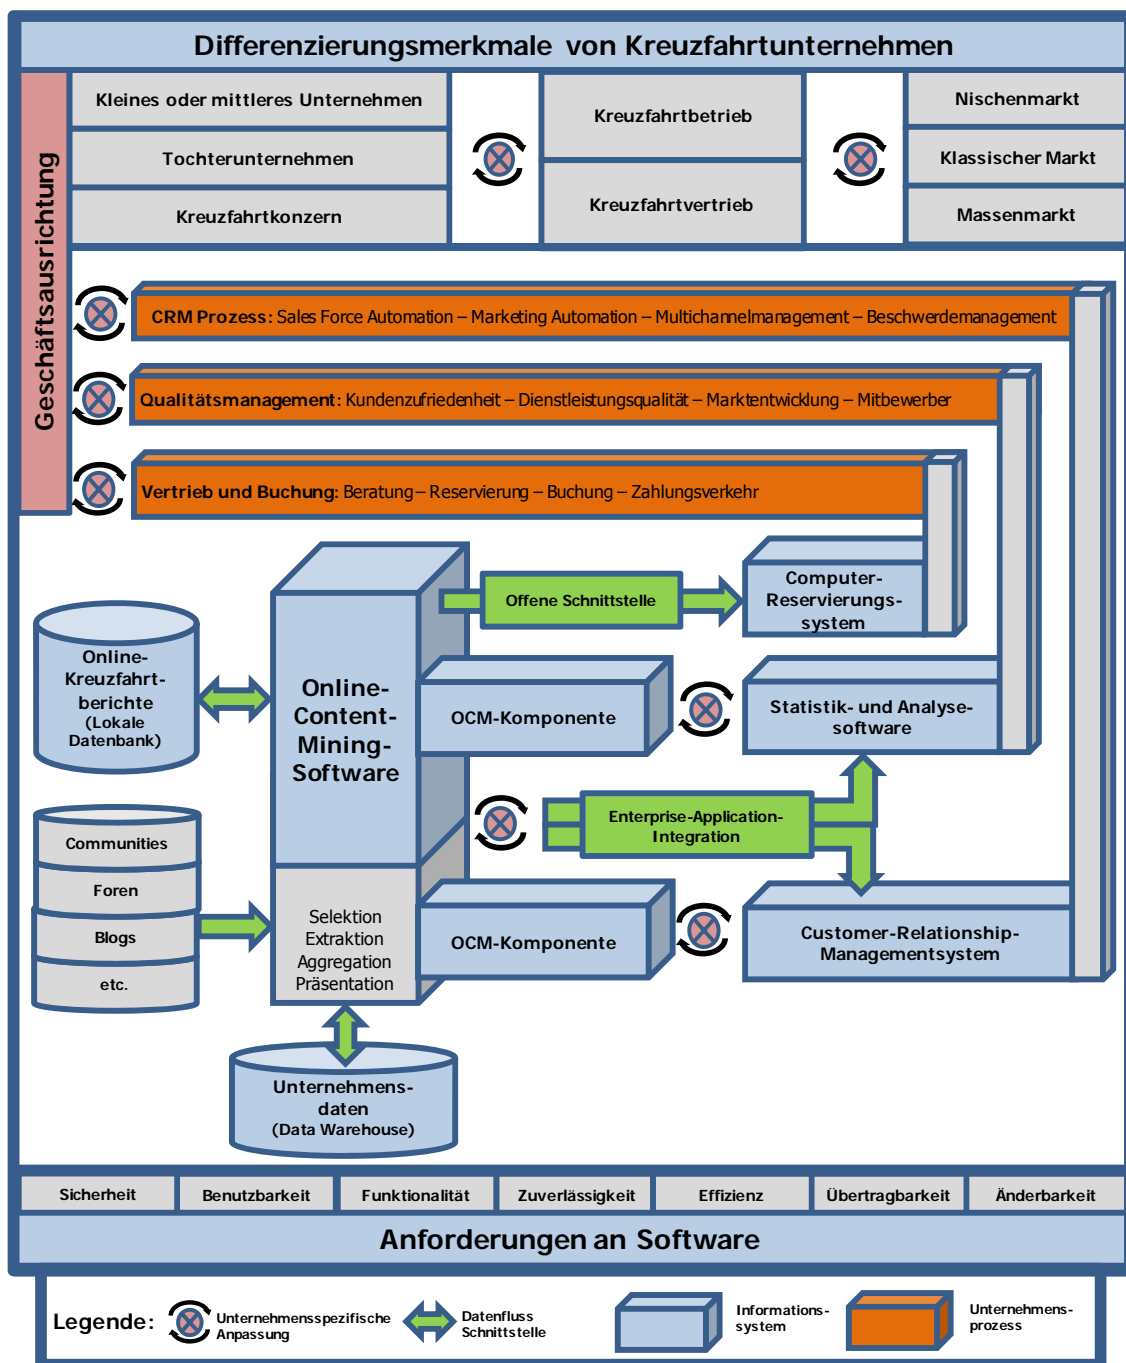 Differenzierungsmerkmale von Kreuzfahrtunternehmen
Geschäftsausrichtung
Kleines oder mittleres Unternehmen
Tochterunternehmen
Kreuzfahrtkonzern
Kreuzfahrtbetrieb
Kreuzfahrtvertrieb
Nischenmarkt
Klassischer Markt
Massenmarkt
CRM Prozess: Sales Force Automation – Marketing Automation – Multichannelmanagement – Beschwerdemanagement
Qualitätsmanagement: Kundenzufriedenheit – Dienstleistungsqualität – Marktentwicklung – Mitbewerber
Vertrieb und Buchung: Beratung – Reservierung – Buchung – Zahlungsverkehr
Offene Schnittstelle
Computer-
Reservierungs-
system
Online-
Kreuzfahrt-
berichte
(Lokale
Datenbank)
Online-
Content-
Mining-
Software
OCM-Komponente
Statistik- und Analyse-
software
Enterprise-Application-
Integration
Communities
Foren
Blogs
etc.
Selektion
Extraktion
Aggregation
Präsentation
OCM-Komponente
Customer-Relationship-
Managementsystem
Unternehmens-
daten
(Data Warehouse)
Sicherheit
Benutzbarkeit
Funktionalität
Zuverlässigkeit
Effizienz
Übertragbarkeit
Änderbarkeit
Anforderungen an Software
Legende:
Unternehmensspezifische
Anpassung
Datenfluss
Schnittstelle
Informations-
system
Unternehmens-
prozess